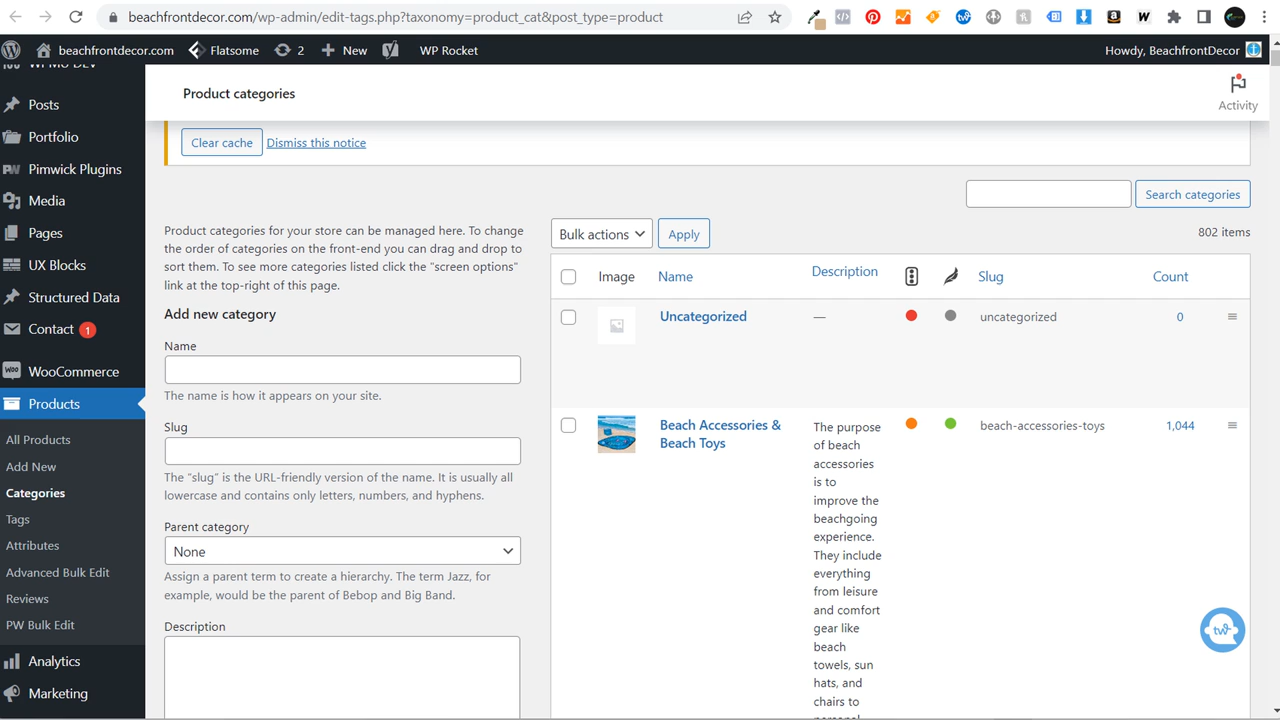 beachfrontdecor.com/wp-admin/edit-tags.php?taxonomy=product_cat&post_type=product
beachfrontdecor.com
Flatsome
2
New
WP Rocket
Howdy, BeachfrontDecor
WPMU DEV
Posts
Portfolio
Pimwick Plugins
Media
Pages
UX Blocks
Structured Data
Contact 1
WooCommerce
Products
All Products
Add New
Categories
Tags
Attributes
Advanced Bulk Edit
Reviews
PW Bulk Edit
Analytics
Marketing
Product categories
Activity
Clear cache
Dismiss this notice
Search categories
Product categories for your store can be managed here. To change
the order of categories on the front-end you can drag and drop to
sort them. To see more categories listed click the "screen options"
link at the top-right of this page.
Add new category
Name
The name is how it appears on your site.
Slug
The "slug" is the URL-friendly version of the name. It is usually all
lowercase and contains only letters, numbers, and hyphens.
Parent category
None
Assign a parent term to create a hierarchy. The term Jazz, for
example, would be the parent of Bebop and Big Band.
Description
Bulk actions
Apply
802 items
Image
Name
Description
Slug
Count
Uncategorized
—
uncategorized
0
Beach Accessories &
Beach Toys
The purpose
of beach
accessories
is to
improve the
beachgoing
experience.
They include
everything
from leisure
and comfort
gear like
beach
towels, sun
hats, and
chairs to
personal
beach-accessories-toys
1,044